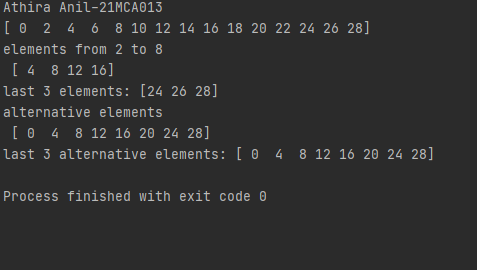 Athira Anil-21MCA013
[ 0  2  4  6  8 10 12 14 16 18 20 22 24 26 28]
elements from 2 to 8
 [ 4  8 12 16]
last 3 elements: [24 26 28]
alternative elements
 [ 0  4  8 12 16 20 24 28]
last 3 alternative elements: [ 0  4  8 12 16 20 24 28]
Process finished with exit code 0